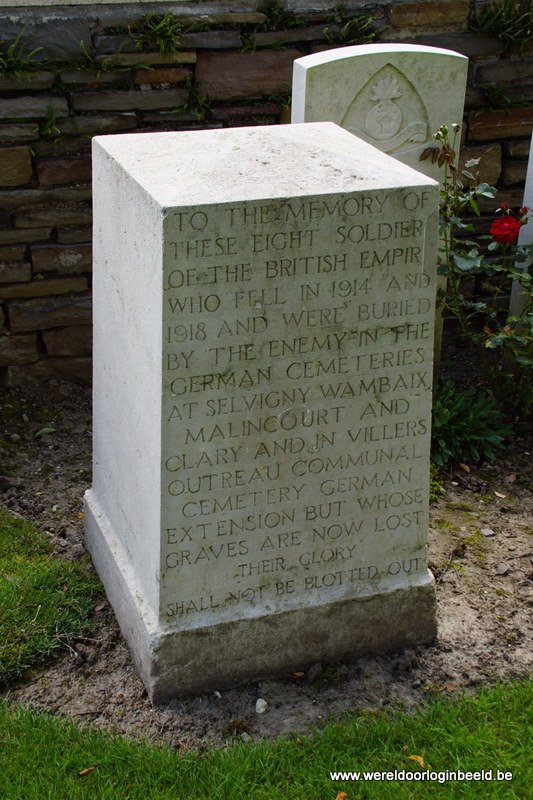 TO THE MEMORY OF
THESE EIGHT SOLDIER
OF THE BRITISH EMPIR
WHO FELL IN 1914 AND
1918 AND WERE BURIED
BY THE ENEMY IN THE
GERMAN CEMETERIES
AT SELVIGNY WAMBAIX
MALINCOURT AND
CLARY AND IN VILLERS
OUTREAU COMMUNAL
CEMETERY GERMAN
EXTENSION BUT WHOSE
GRAVES ARE NOW LOST
THEIR GLORY
SHALL NOT BE BLOTTED OUT
www.wereldoorloginbeeld.be